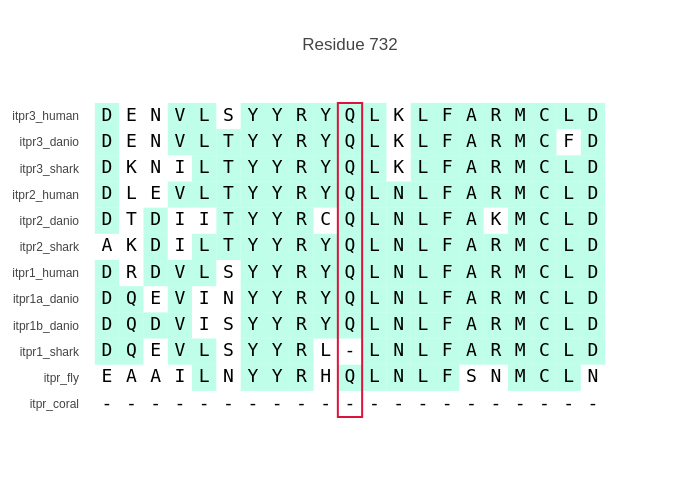 Residue 732
itpr3_human D E N V L S Y Y R Y Q L K L F A R M C L D
itpr3_danio D E N V L T Y Y R Y Q L K L F A R M C F D
itpr3_shark D K N I L T Y Y R Y Q L K L F A R M C L D
itpr2_human D L E V L T Y Y R Y Q L N L F A R M C L D
itpr2_danio D T D I I T Y Y R C Q L N L F A K M C L D
itpr2_shark A K D I L T Y Y R Y Q L N L F A R M C L D
itpr1_human D R D V L S Y Y R Y Q L N L F A R M C L D
itpr1a_danio D Q E V I N Y Y R Y Q L N L F A R M C L D
itpr1b_danio D Q D V I S Y Y R Y Q L N L F A R M C L D
itpr1_shark D Q E V L S Y Y R L - L N L F A R M C L D
itpr_fly E A A I L N Y Y R H Q L N L F S N M C L N
itpr_coral - - - - - - - - - - - - - - - - - - - - -